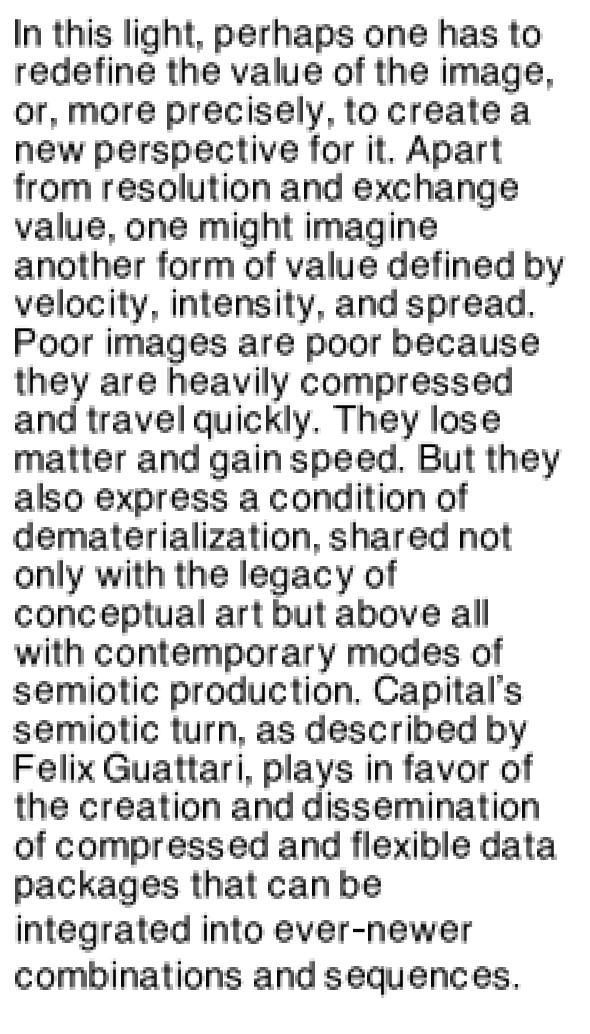 In this light, perhaps one has to
redefine the value of the image,
or, more precisely, to create a
new perspective for it. Apart
from resolution and exchange
value, one might imagine
another form of value defined by
velocity, intensity, and spread.
Poor images are poor because
they are heavily compressed
and travel quickly. They lose
matter and gain speed. But they
also express a condition of
dematerialization, shared not
only with the legacy of
conceptual art but above all
with contemporary modes of
semiotic production. Capital’s
semiotic turn, as described by
Felix Guattari, plays in favor of
the creation and dissemination
of compressed and flexible data
packages that can be
integrated into ever-newer
combinations and sequences.